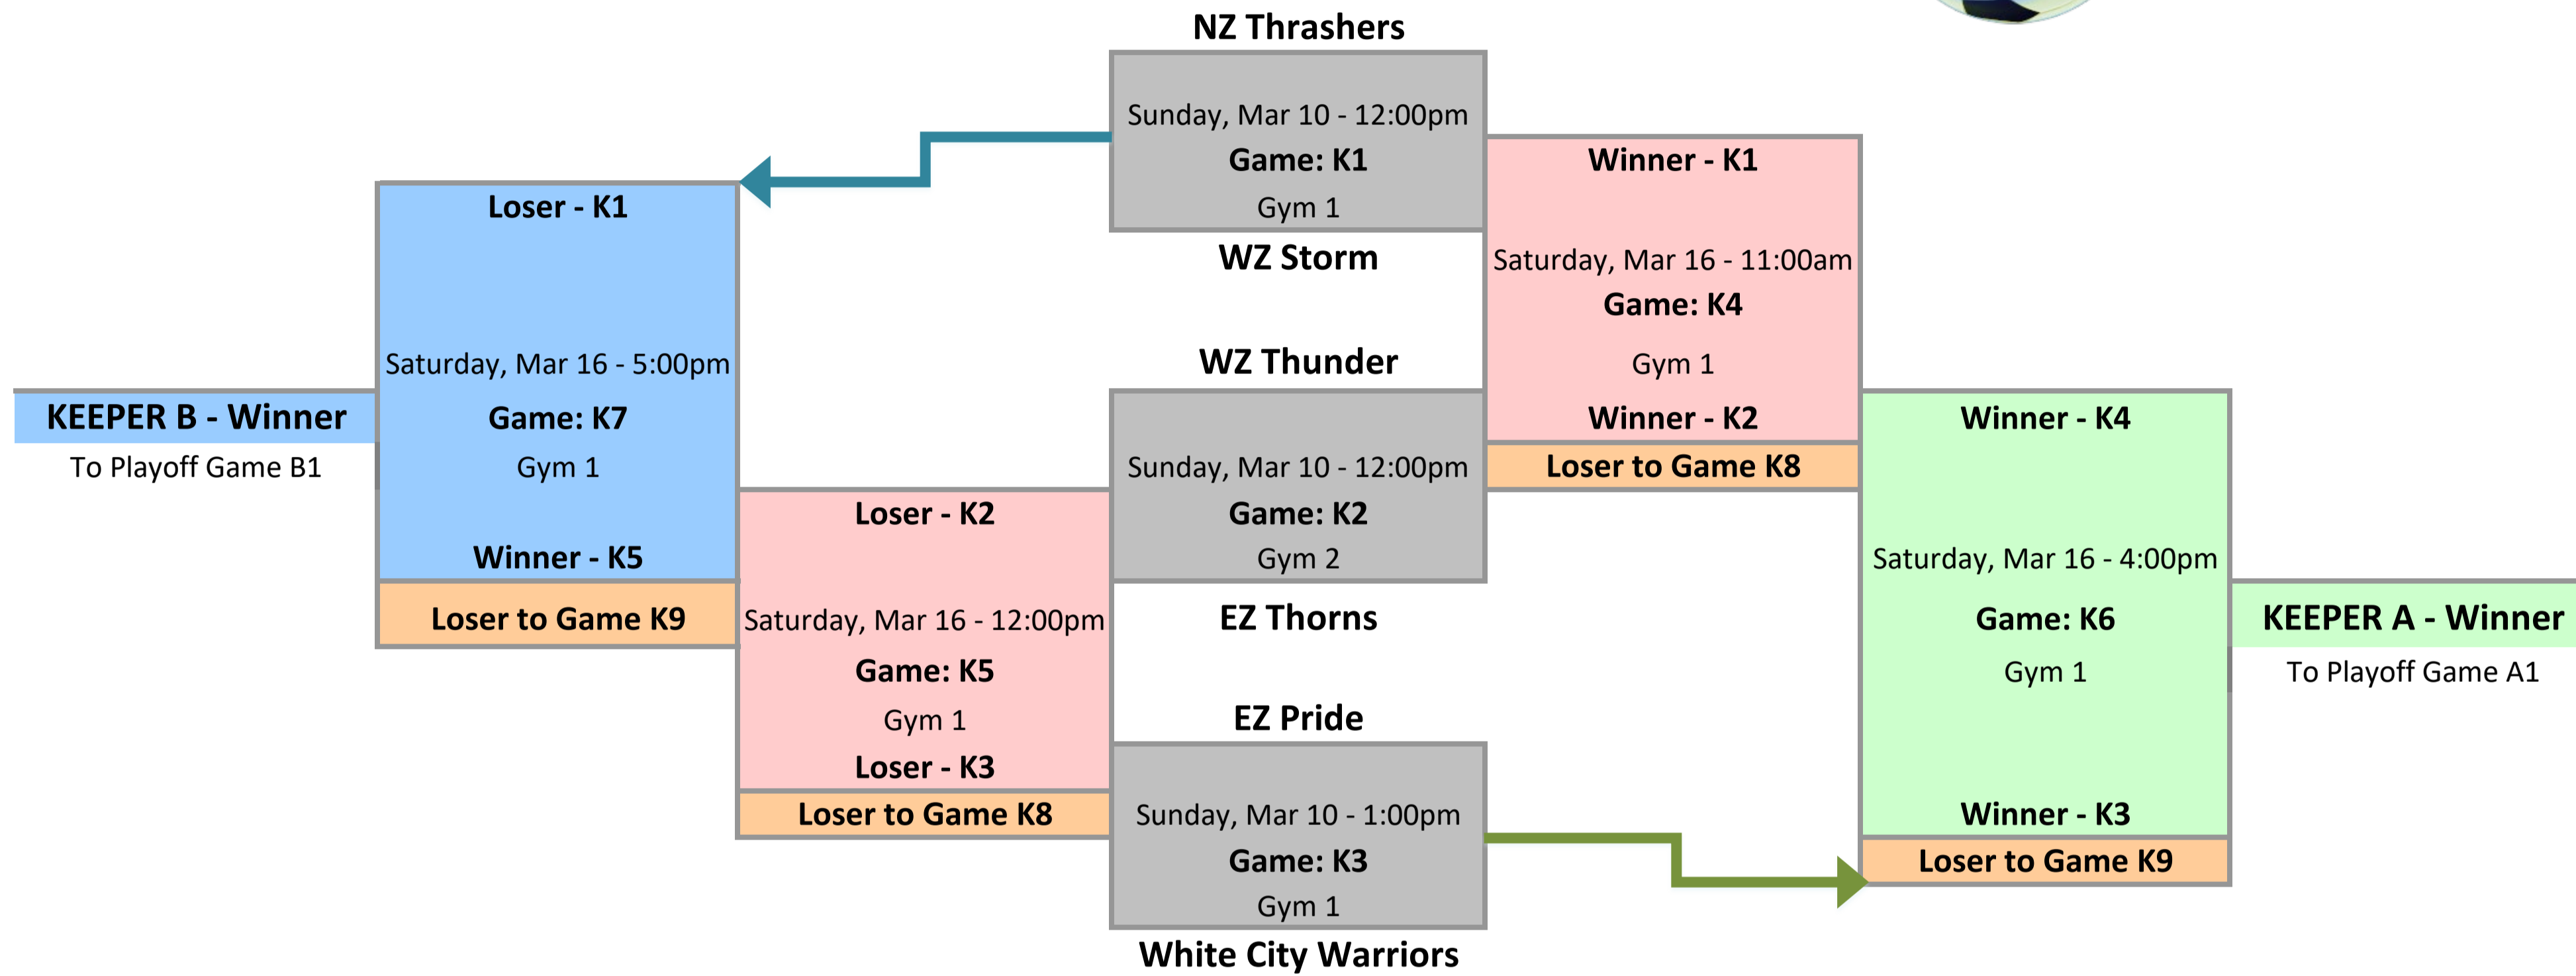 NZ Thrashers
Sunday, Mar 10 - 12:00pm
Game: K1
Gym 1
WZ Storm
WZ Thunder
Sunday, Mar 10 - 12:00pm
Game: K2
Gym 2
EZ Thorns
EZ Pride
Sunday, Mar 10 - 1:00pm
Game: K3
Gym 1
White City Warriors
Winner - K1
Saturday, Mar 16 - 11:00am
Game: K4
Gym 1
Winner - K2
Loser to Game K8
Winner - K4
Saturday, Mar 16 - 4:00pm
Game: K6
Gym 1
Winner - K3
Loser to Game K9
KEEPER A - Winner
To Playoff Game A1
Loser - K2
Saturday, Mar 16 - 12:00pm
Game: K5
Gym 1
Loser - K3
Loser to Game K8
Loser - K1
Saturday, Mar 16 - 5:00pm
Game: K7
Gym 1
Winner - K5
Loser to Game K9
KEEPER B - Winner
To Playoff Game B1